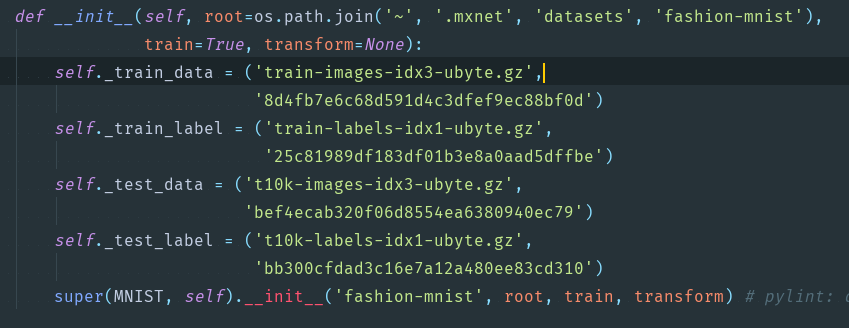 def __init__(self, root=os.path.join('~', '.mxnet', 'datasets', 'fashion-mnist'),
train=True, transform=None):
self._train_data = ('train-images-idx3-ubyte.gz',
'8d4fb7e6c68d591d4c3dfef9ec88bf0d')
self._train_label = ('train-labels-idx1-ubyte.gz',
'25c81989df183df01b3e8a0aad5dffbe')
self._test_data = ('t10k-images-idx3-ubyte.gz',
'bef4ecab320f06d8554ea6380940ec79')
self._test_label = ('t10k-labels-idx1-ubyte.gz',
'bb300cfdad3c16e7a12a480ee83cd310')
super(MNIST, self).__init__('fashion-mnist', root, train, transform) # pylint: